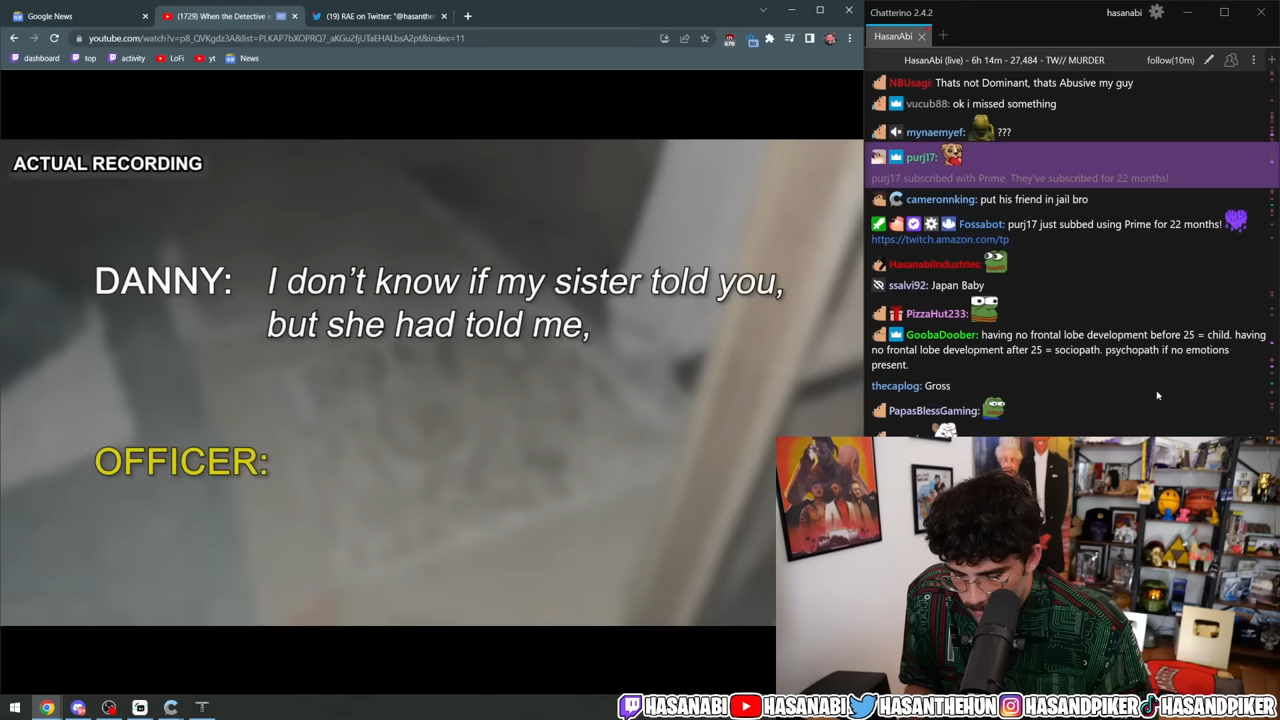 Google News
(1729) When the Detective i
(19) RAE on Twitter: "@hasanthe
youtube.com/watch?v=p8_QVKgdz3A&list=PLKAP7bXOPRQ7_aKGu2fjUTaEHALbsA2pt&index=11
dashboard
top
activity
LoFi
yt
News
ACTUAL RECORDING
DANNY: I don't know if my sister told you,
but she had told me,
OFFICER:
Chatterino 2.4.2
hasanabi
HasanAbi
HasanAbi (live) - 6h 14m - 27,484 - TW// MURDER
follow(10m)
NBUsagi: Thats not Dominant, thats Abusive my guy
vucub88: ok i missed something
mynaemyef: ???
purj17:
purj17 subscribed with Prime. They've subscribed for 22 months!
cameronnking: put his friend in jail bro
Fossabot: purj17 just subbed using Prime for 22 months!
https://twitch.amazon.com/tp
HasanabiIndustries:
ssalvi92: Japan Baby
PizzaHut233:
GoobaDoober: having no frontal lobe development before 25 = child. having
no frontal lobe development after 25 = sociopath. psychopath if no emotions
present.
thecaplog: Gross
PapasBlessGaming:
HASANABI HASANABI HASANTHEHUN HASANDPIKER HASANDPIKER